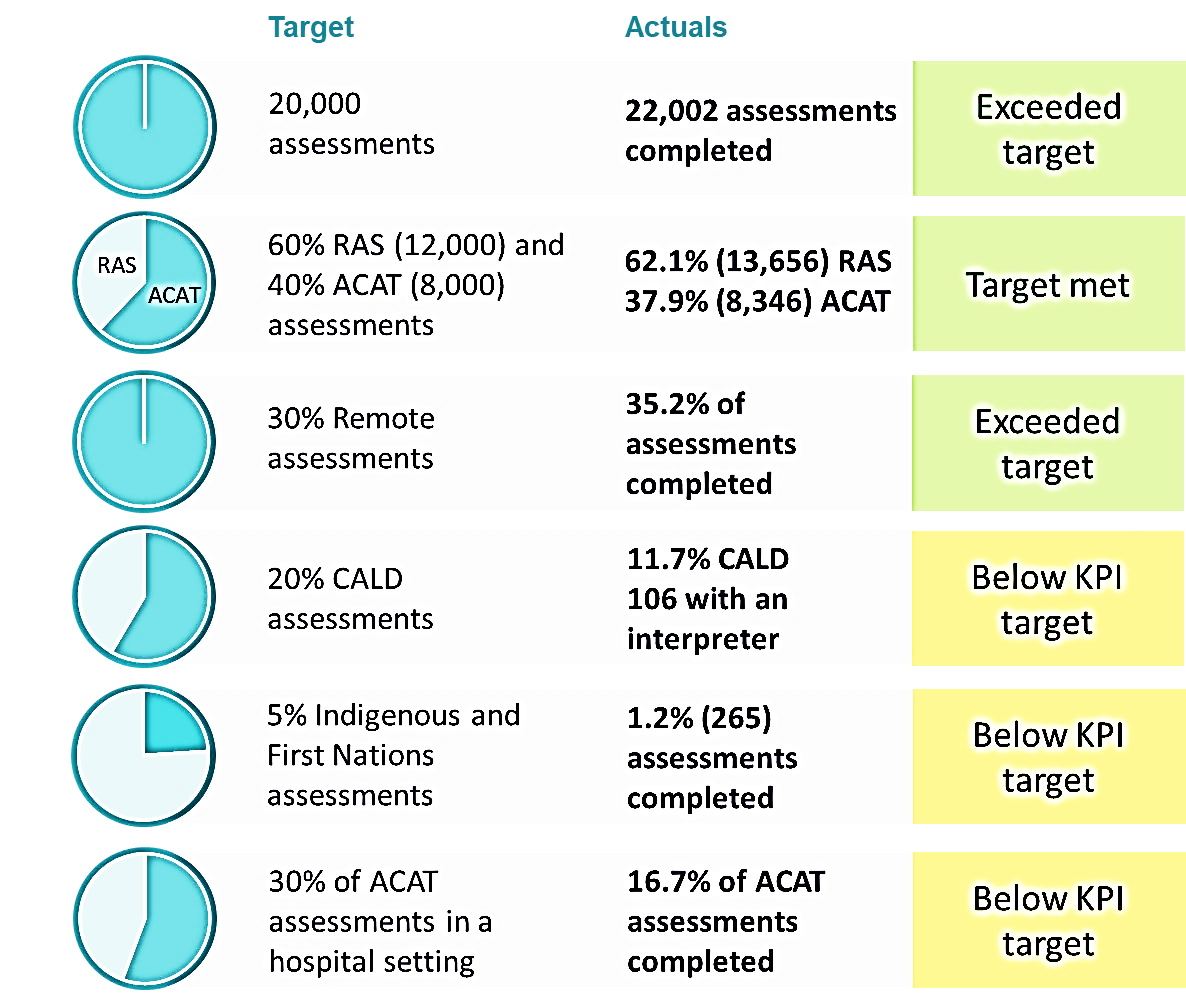 Target
Actuals
20,000
assessments
22,002 assessments
completed
Exceeded
target
RAS
ACAT
60% RAS (12,000) and
40% ACAT (8,000)
assessments
62.1% (13,656) RAS
37.9% (8,346) ACAT
Target met
30% Remote
assessments
35.2% of
assessments
completed
Exceeded
target
20% CALD
assessments
11.7% CALD
106 with an
interpreter
Below KPI
target
5% Indigenous and
First Nations
assessments
1.2% (265)
assessments
completed
Below KPI
target
30% of ACAT
assessments in a
hospital setting
16.7% of ACAT
assessments
completed
Below KPI
target